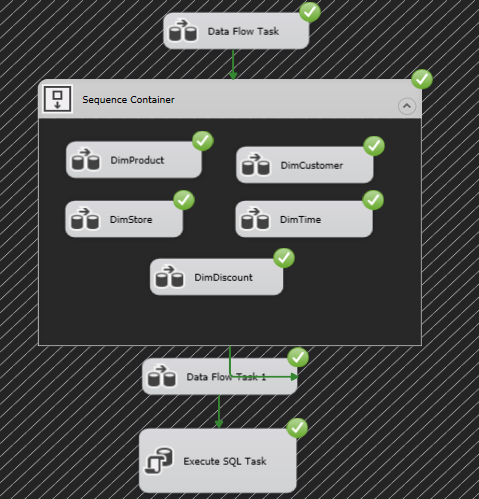 Data Flow Task
Sequence Container
DimProduct
DimCustomer
DimStore
DimTime
DimDiscount
Data Flow Task 1
Execute SQL Task